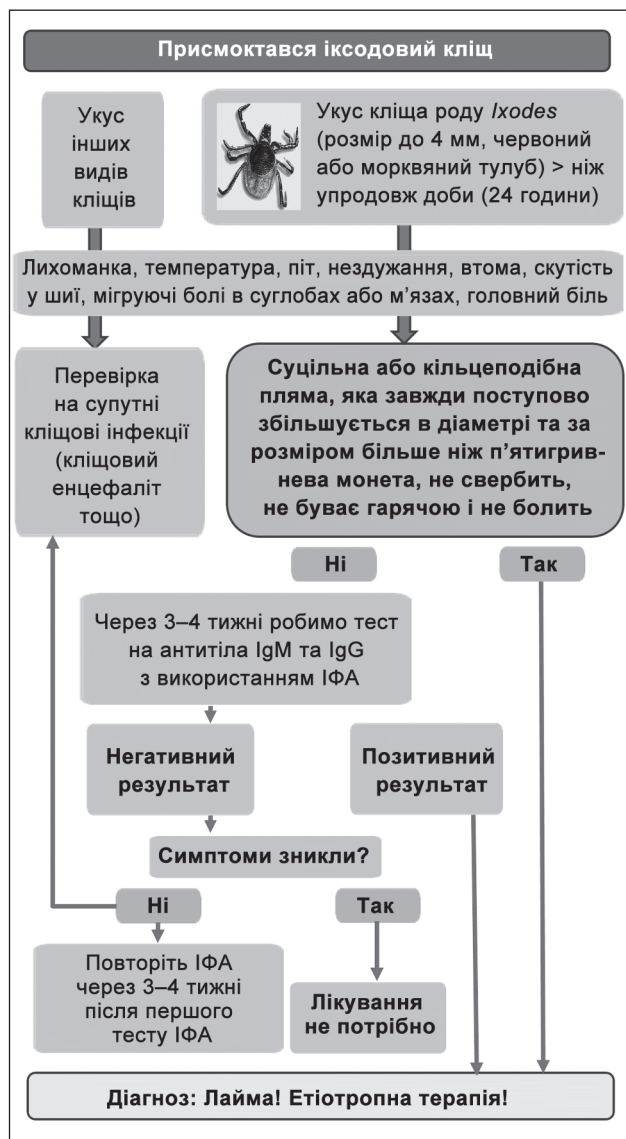 Присмоктався іксодовий кліщ
Укус
інших
видів
кліщів
Укус кліща роду Ixodes
(розмір до 4 мм, червоний
або морквяний тулуб) > ніж
упродовж доби (24 години)
Лихоманка, температура, піт, нездужання, втома, скутість
у шиї, мігруючі болі в суглобах або м’язах, головний біль
Перевірка
на супутні
кліщові інфекції
(кліщовий
енцефаліт
тощо)
Суцільна або кільцеподібна
пляма, яка завжди поступово
збільшується в діаметрі та за
розміром більше ніж п’ятигрив-
нева монета, не свербить,
не буває гарячою і не болить
Ні
Так
Через 3–4 тижні робимо тест
на антитіла IgM та IgG
з використанням ІФА
Негативний
результат
Позитивний
результат
Симптоми зникли?
Ні
Так
Повторіть ІФА
через 3–4 тижні
після першого
тесту ІФА
Лікування
не потрібно
Діагноз: Лайма! Етіотропна терапія!